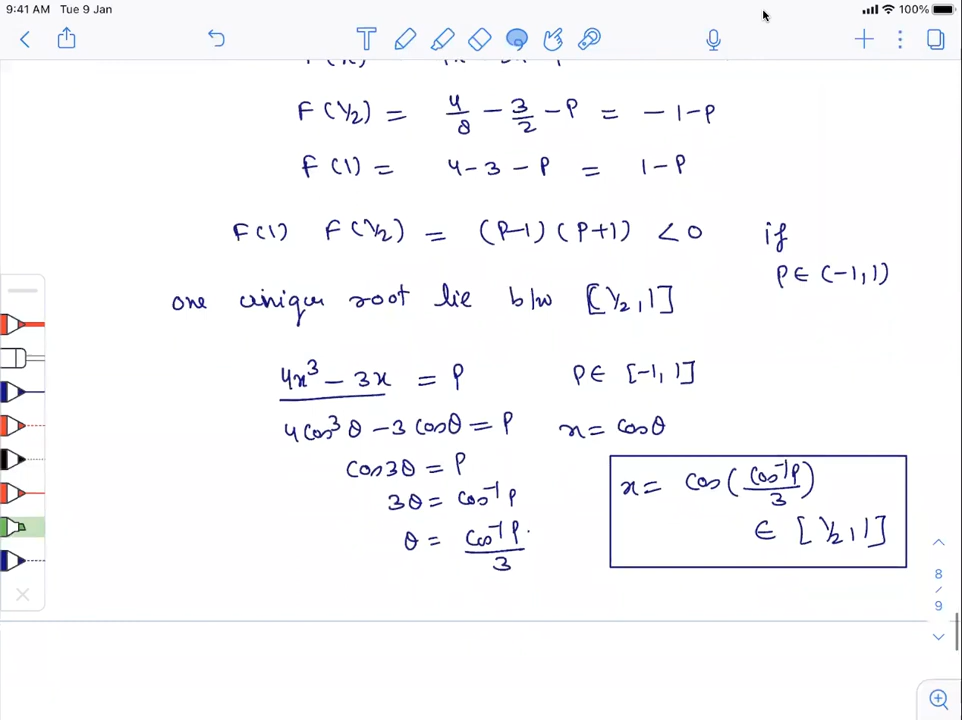 9:41 AM Tue 9 Jan 100%
F(1/2) = 4/8 - 3/2 - P = -1-P
F(1) = 4-3-P = 1-P
F(1) F(1/2) = (P-1)(P+1) < 0 if
P∈(-1,1)
one unique root lie b/w [1/2,1]
4x³ - 3x = P P∈ [-1,1]
4cos³θ - 3cosθ = P x = cosθ
cos3θ = P
3θ = cos⁻¹P
θ = cos⁻¹P/3
x = cos(cos⁻¹P/3)
∈ [1/2,1]
8
/
9